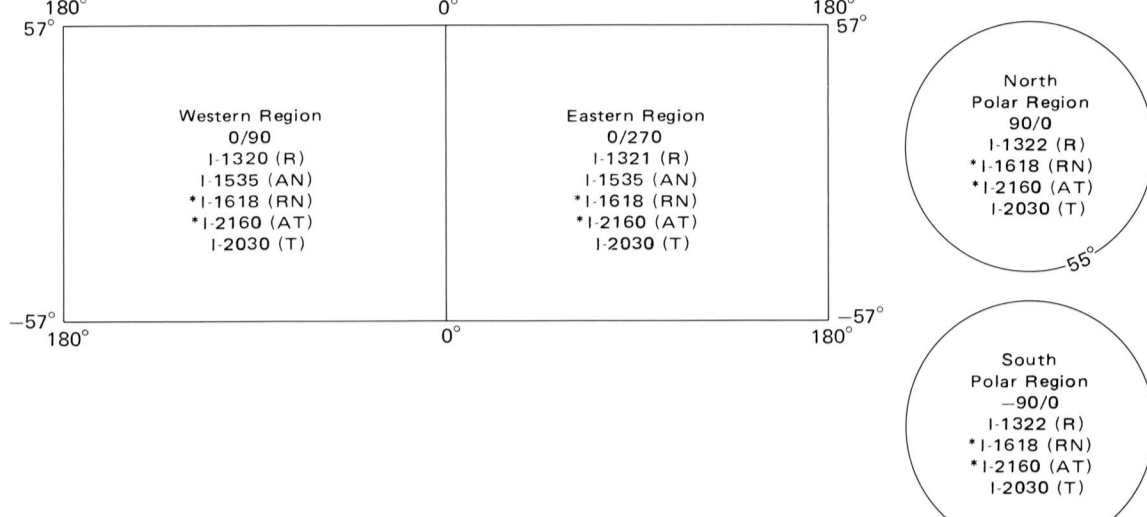 180°
0°
180°
57°
57°
Western Region
0/90
I-1320 (R)
I-1535 (AN)
*I-1618 (RN)
*I-2160 (AT)
I-2030 (T)
Eastern Region
0/270
I-1321 (R)
I-1535 (AN)
*I-1618 (RN)
*I-2160 (AT)
I-2030 (T)
−57°
−57°
180°
0°
180°
North
Polar Region
90/0
I-1322 (R)
*I-1618 (RN)
*I-2160 (AT)
I-2030 (T)
55°
South
Polar Region
−90/0
I-1322 (R)
*I-1618 (RN)
*I-2160 (AT)
I-2030 (T)